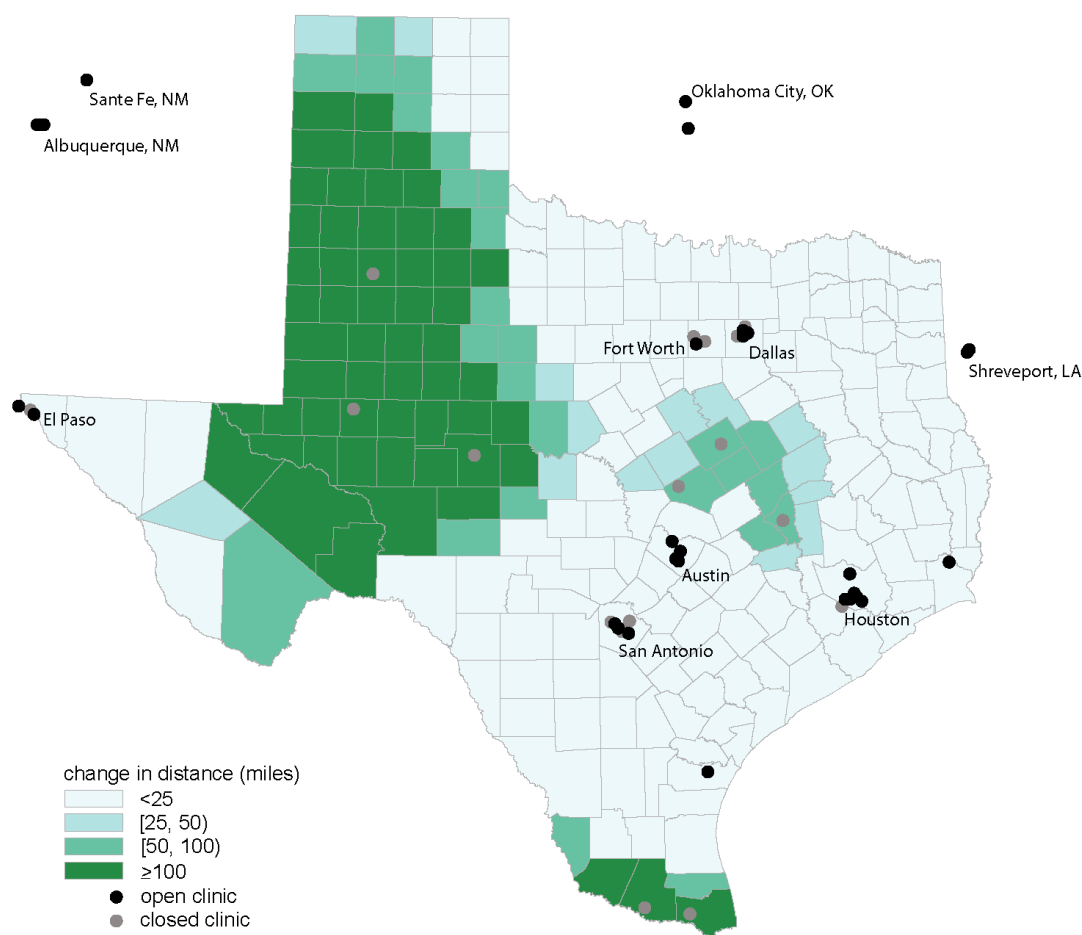 Oklahoma City, OK
Sante Fe, NM
Albuquerque, NM
Fort Worth
Dallas
Shreveport, LA
El Paso
Austin
Houston
San Antonio
change in distance (miles)
<25
[25, 50)
[50, 100)
≥100
open clinic
closed clinic